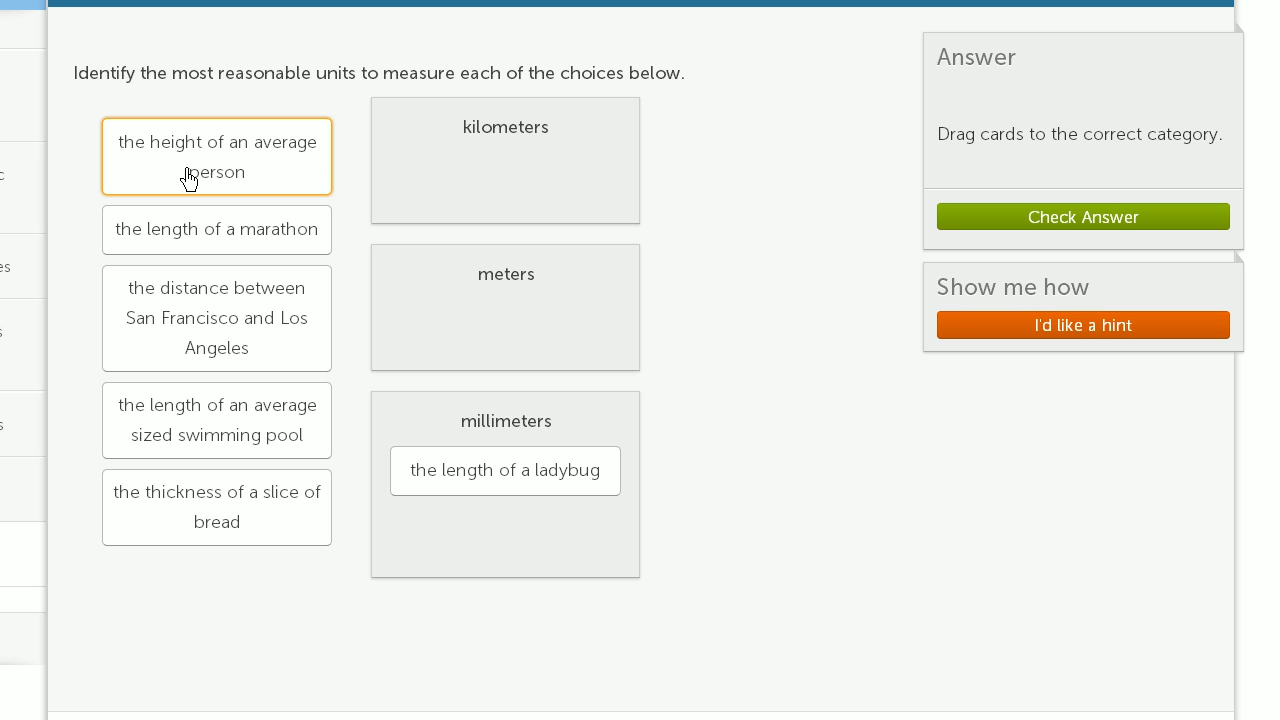 Identify the most reasonable units to measure each of the choices below.
the height of an average
person
the length of a marathon
the distance between
San Francisco and Los
Angeles
the length of an average
sized swimming pool
the thickness of a slice of
bread
kilometers
meters
millimeters
the length of a ladybug
Answer
Drag cards to the correct category.
Check Answer
Show me how
I'd like a hint
c
es
s
s